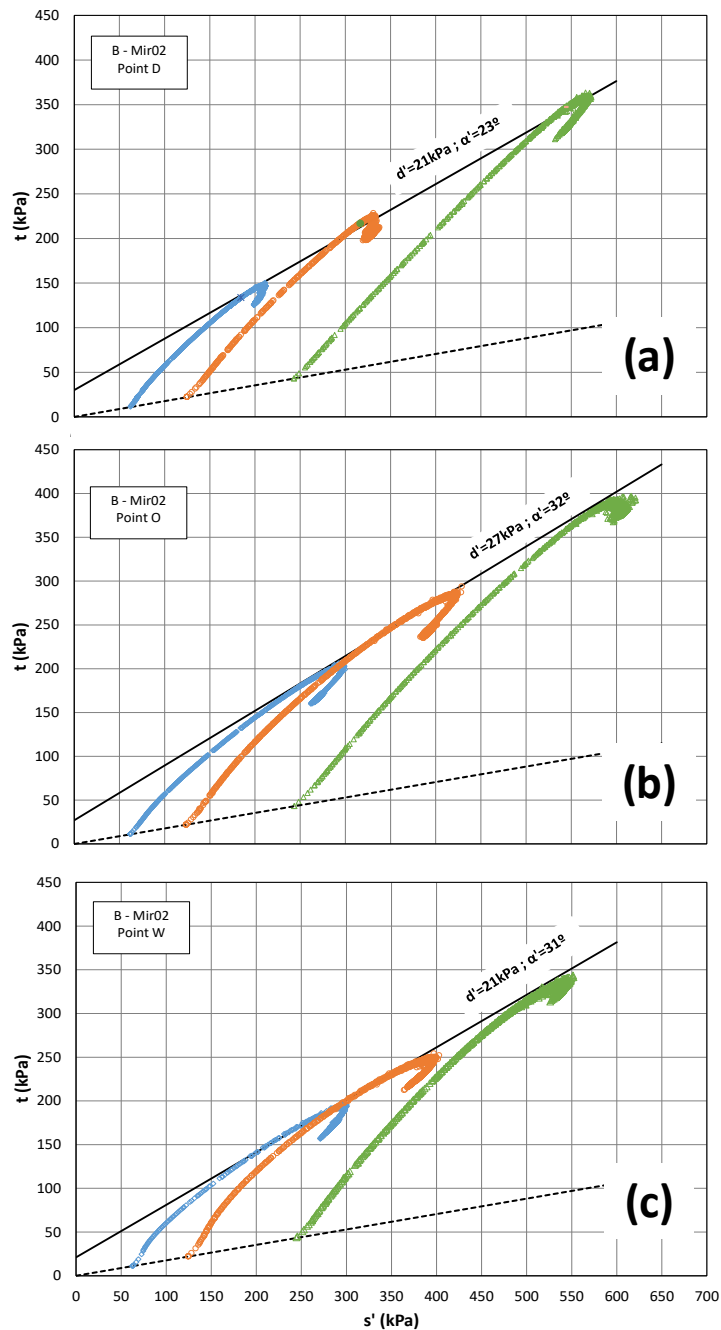 450
400
350
300
250
200
150
100
50
0
t (kPa)
B - Mir02
Point D
d'=21kPa ; α'=23º
(a)
450
400
350
300
250
200
150
100
50
0
t (kPa)
B - Mir02
Point O
d'=27kPa ; α'=32º
(b)
450
400
350
300
250
200
150
100
50
0
t (kPa)
B - Mir02
Point W
d'=21kPa ; α'=31º
(c)
0 50 100 150 200 250 300 350 400 450 500 550 600 650 700
s' (kPa)